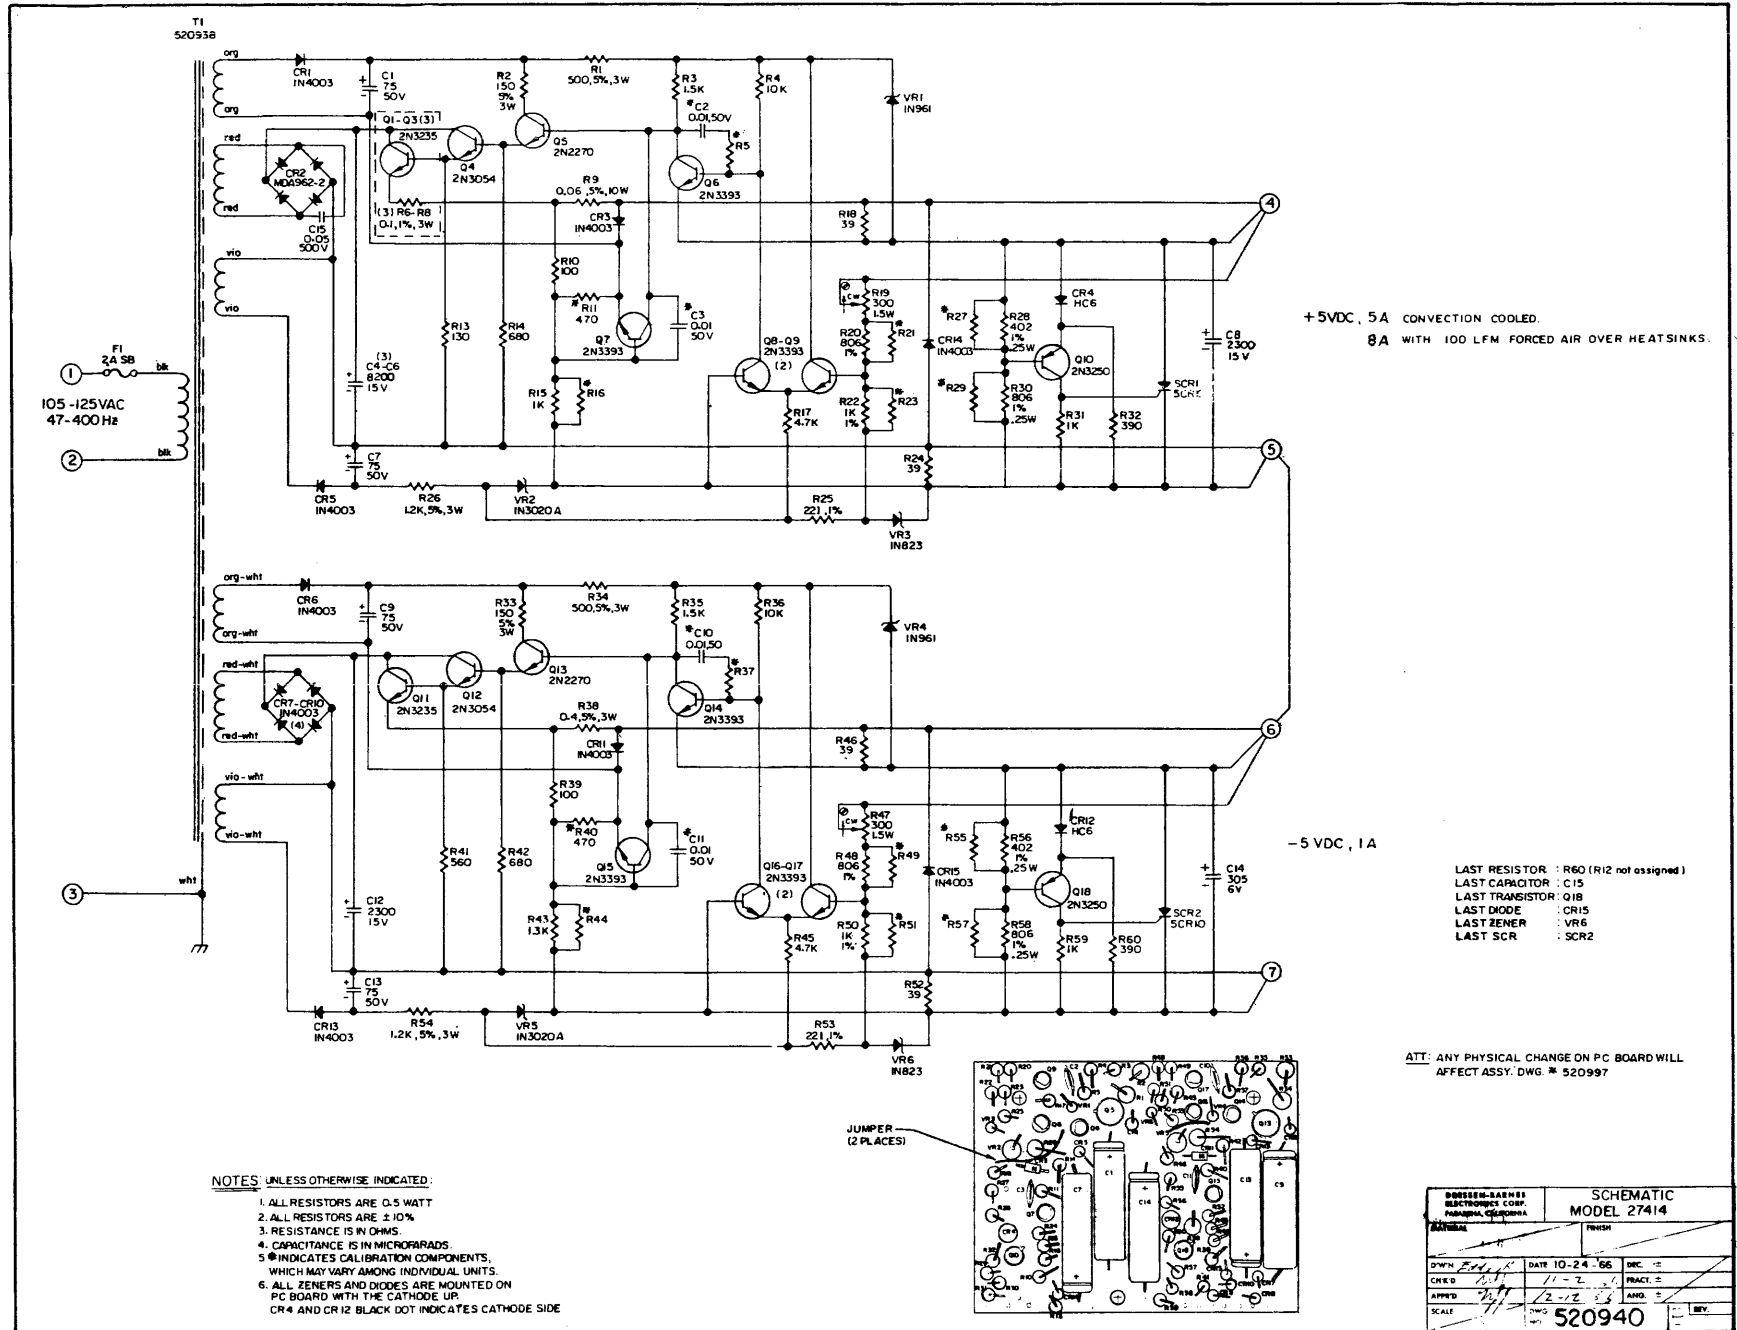 T1
520938
org
CR1
1N4003
org
+ C1
75
50V
R2
150
5%
3W
R1
500,5%,3W
R3
1.5K
R4
10K
*C2
0.01,50V
*
R5
VR1
1N961
Q1-Q3(3)
2N3235
Q4
2N3054
Q5
2N2270
Q6
2N3393
red
CR2
MDA962-2
red
C15
0.05
500V
(3) R6-R8
0.1,1%,3W
R9
0.06,5%,10W
CR3
1N4003
R18
39
4
vio
vio
R10
100
*R11
470
Q7
2N3393
*
C3
0.01
50V
R13
130
R14
680
R15
1K
*
R16
Q8-Q9
2N3393
(2)
R17
4.7K
CW
R19
300
1.5W
R20
806
1%
*
R21
R22
1K
1%
*
R23
CR14
1N4003
*R27
R28
402
1%
.25W
*R29
R30
806
1%
.25W
CR4
HC6
Q10
2N3250
R31
1K
R32
390
SCR1
+ C8
2300
15V
+5VDC, 5A CONVECTION COOLED.
8A WITH 100 LFM FORCED AIR OVER HEATSINKS.
1
F1
2A SB
blk
105-125VAC
47-400Hz
2
blk
(3)
C4-C6
8200
15V
+ C7
75
50V
CR5
1N4003
R26
1.2K,5%,3W
VR2
1N3020A
R24
39
R25
221,1%
VR3
1N823
5
org-wht
CR6
1N4003
org-wht
+ C9
75
50V
R33
150
5%
3W
R34
500,5%,3W
R35
1.5K
R36
10K
*C10
0.01,50
*
R37
VR4
1N961
red-wht
CR7-CR10
1N4003
(4)
red-wht
Q11
2N3235
Q12
2N3054
Q13
2N2270
Q14
2N3393
R38
0.4,5%,3W
CR11
1N4003
R46
39
6
vio-wht
vio-wht
R39
100
*R40
470
Q15
2N3393
*
C11
0.01
50V
R41
560
R42
680
R43
1.3K
*
R44
Q16-Q17
2N3393
(2)
R45
4.7K
CW
R47
300
1.5W
R48
806
1%
*
R49
R50
1K
1%
*
R51
CR15
1N4003
*R55
R56
402
1%
.25W
*R57
R58
806
1%
.25W
CR12
HC6
Q18
2N3250
R59
1K
R60
390
SCR2
SCR10
+ C14
305
6V
-5 VDC, 1A
3
wht
+ C12
2300
15V
+ C13
75
50V
CR13
1N4003
R54
1.2K,5%,3W
VR5
1N3020A
R52
39
R53
221,1%
VR6
1N823
7
LAST RESISTOR : R60 (R12 not assigned)
LAST CAPACITOR : C15
LAST TRANSISTOR : Q18
LAST DIODE : CR15
LAST ZENER : VR6
LAST SCR : SCR2
ATT: ANY PHYSICAL CHANGE ON PC BOARD WILL
AFFECT ASSY. DWG. # 520997
JUMPER
(2 PLACES)
NOTES: UNLESS OTHERWISE INDICATED:
1. ALL RESISTORS ARE 0.5 WATT
2. ALL RESISTORS ARE ±10%
3. RESISTANCE IS IN OHMS.
4. CAPACITANCE IS IN MICROFARADS.
5 * INDICATES CALIBRATION COMPONENTS,
WHICH MAY VARY AMONG INDIVIDUAL UNITS.
6. ALL ZENERS AND DIODES ARE MOUNTED ON
PC BOARD WITH THE CATHODE UP.
CR4 AND CR12 BLACK DOT INDICATES CATHODE SIDE
DRESSEN-BARNES
ELECTRONICS CORP.
PASADENA, CALIFORNIA
SCHEMATIC
MODEL 27414
MATERIAL
FINISH
DW'N
DATE 10-24-66
DEC. ±
CHK'D
FRACT. ±
APPR'D
ANG. ±
SCALE
DWG NO.
520940
REV.